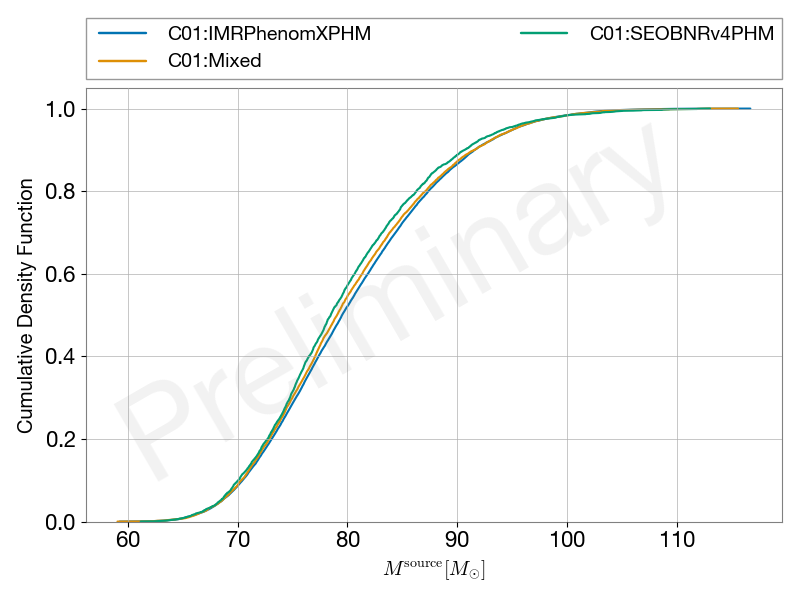 C01:IMRPhenomXPHM
C01:Mixed
C01:SEOBNRv4PHM
1.0
0.8
0.6
0.4
0.2
0.0
Cumulative Density Function
Preliminary
60 70 80 90 100 110
M^source [M_⊙]